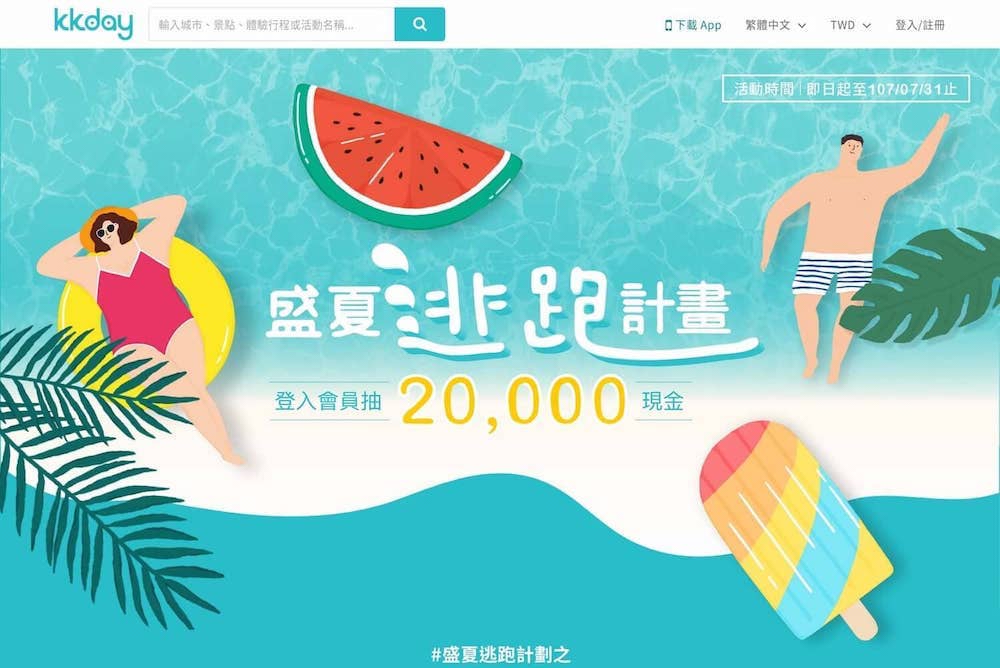 kkday
輸入城市、景點、體驗行程或活動名稱...
下載 App
繁體中文
TWD
登入/註冊
活動時間|即日起至107/07/31止
盛夏逃跑計畫
登入會員抽 20,000 現金
#盛夏逃跑計劃之